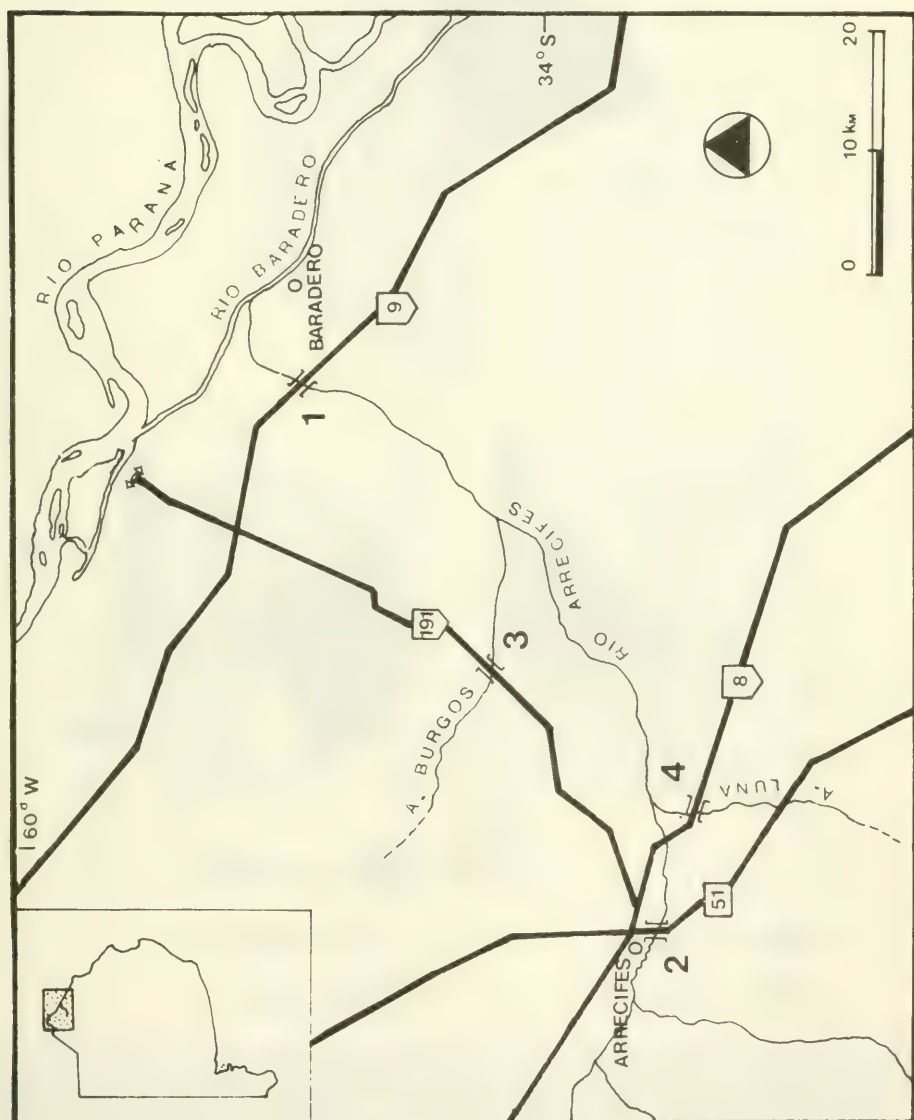 60° W
RIO PARANA
RIO BARADERO
BARADERO
34° S
1
9
191
3
A. BURGOS
RIO ARRECIFES
4
8
A. LUNA
51
ARRECIFES
2
0 10 KM 20